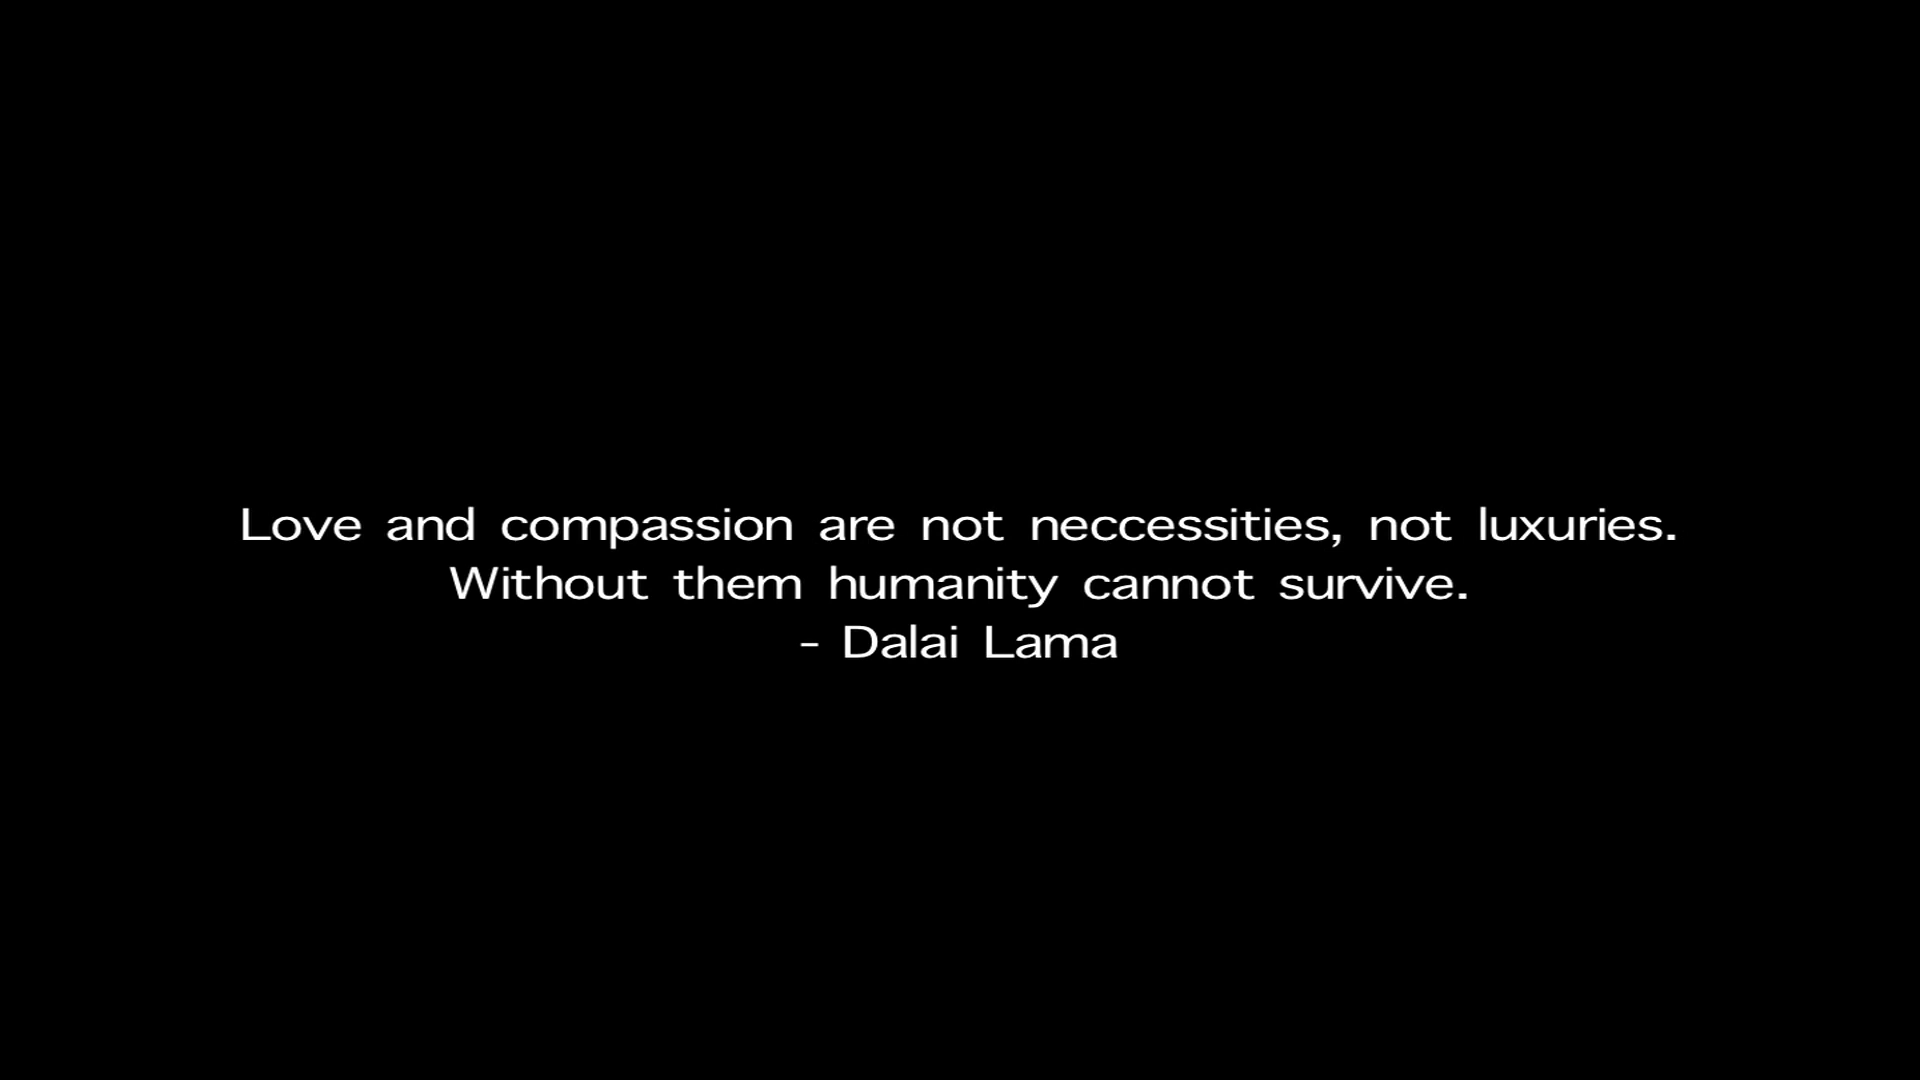 Love and compassion are not neccessities, not luxuries.
Without them humanity cannot survive.
- Dalai Lama